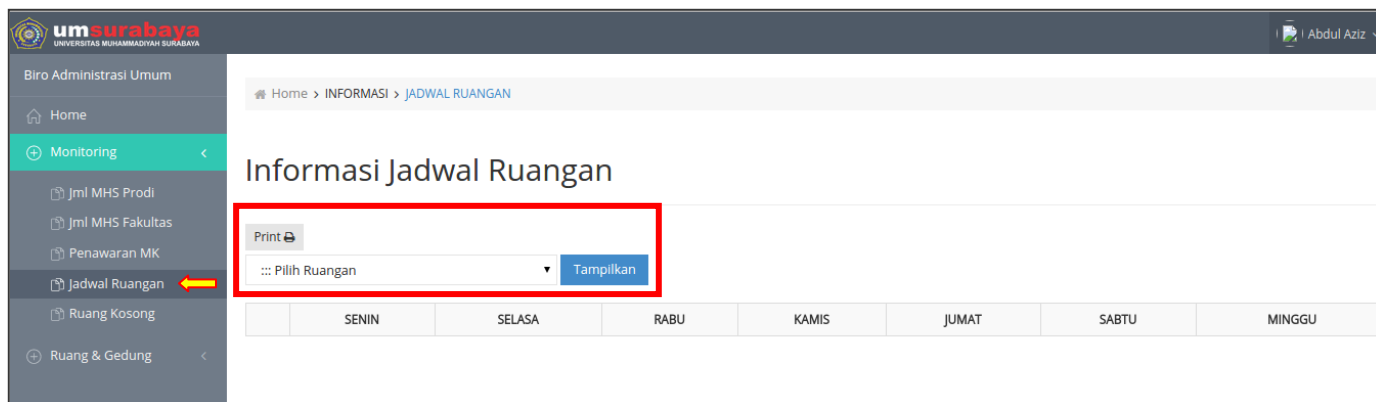 umsurabaya
UNIVERSITAS MUHAMMADIYAH SURABAYA
Abdul Aziz
Biro Administrasi Umum
Home
Monitoring
Jml MHS Prodi
Jml MHS Fakultas
Penawaran MK
Jadwal Ruangan
Ruang Kosong
Ruang & Gedung
Home > INFORMASI > JADWAL RUANGAN
Informasi Jadwal Ruangan
Print
::: Pilih Ruangan
Tampilkan
SENIN SELASA RABU KAMIS JUMAT SABTU MINGGU